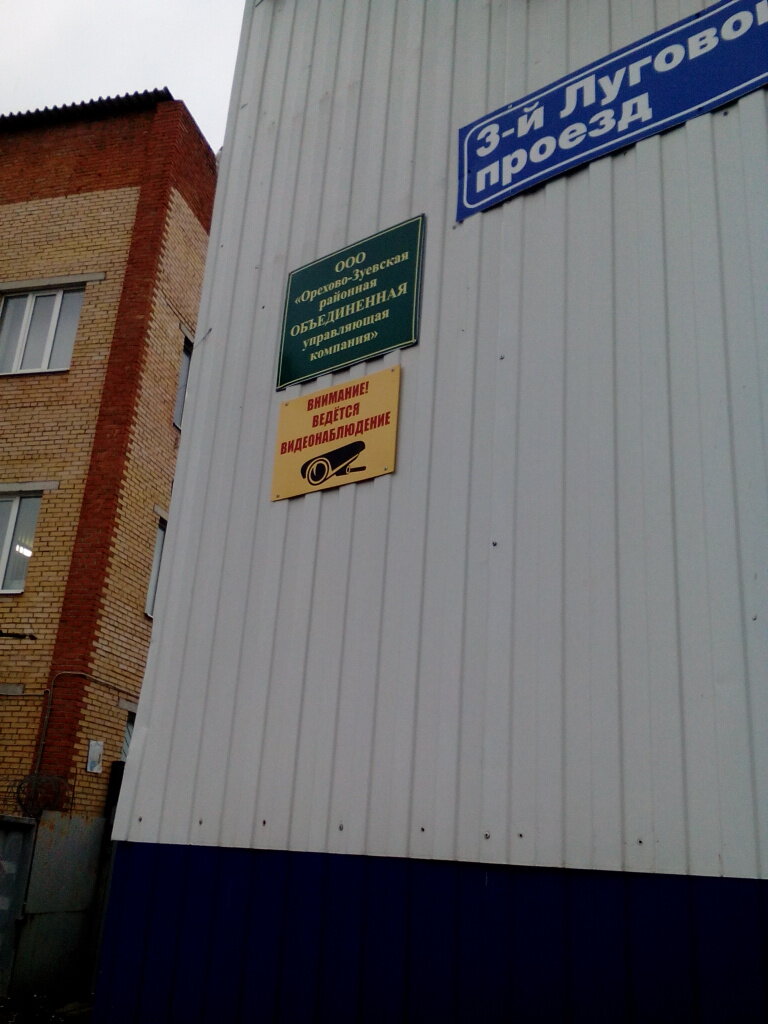 3-й Луговой
проезд
ООО
«Орехово-Зуевская
районная
ОБЪЕДИНЕННАЯ
управляющая
компания»
ВНИМАНИЕ!
ВЕДЁТСЯ
ВИДЕОНАБЛЮДЕНИЕ